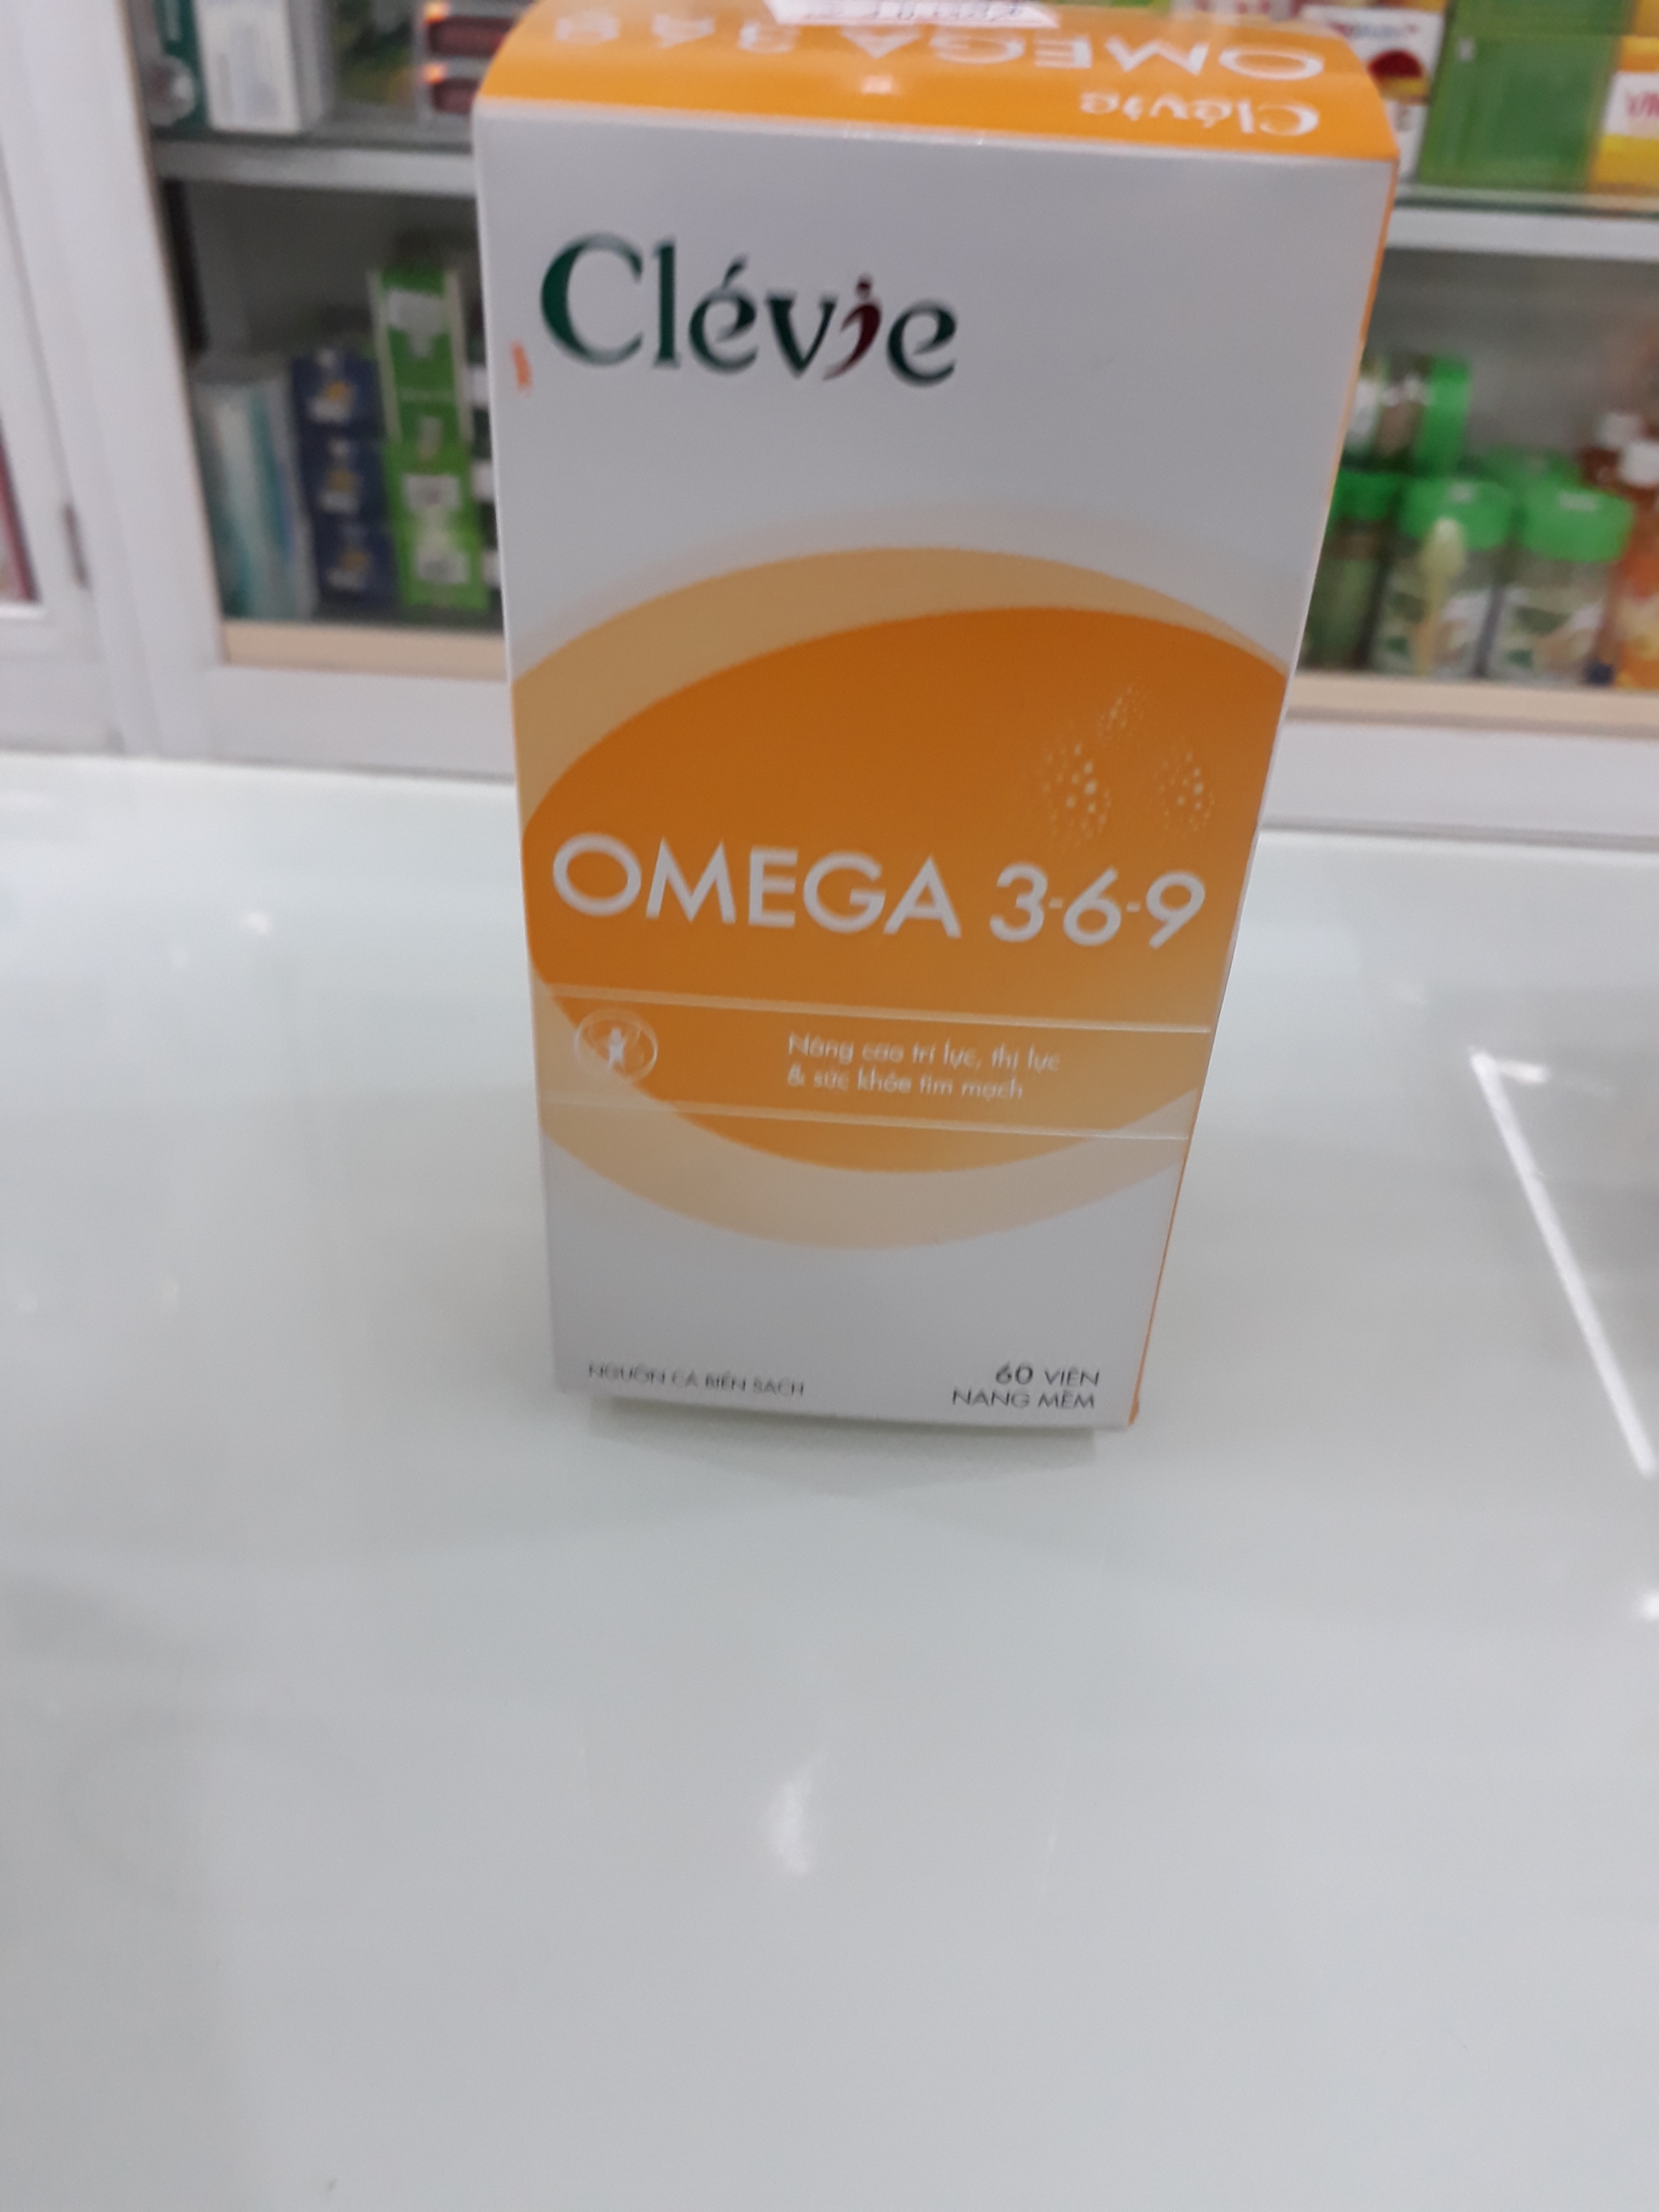 OMEGA 3 6 9
Clévie
Clévie
OMEGA 3-6-9
Nâng cao trí lực, thị lực
& sức khỏe tim mạch
NGUỒN CÁ BIỂN SẠCH
60 VIÊN
NANG MỀM